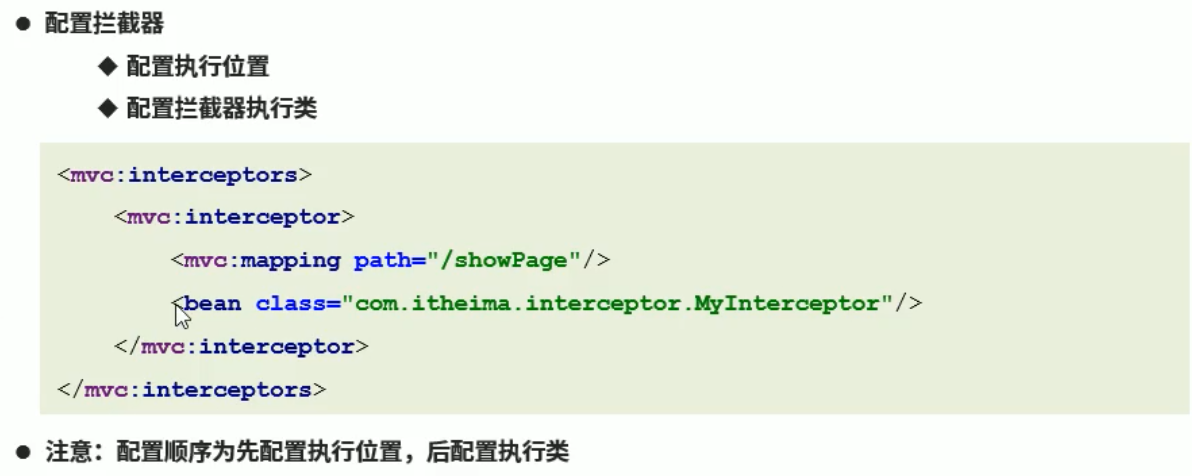 ● 配置拦截器
◆ 配置执行位置
◆ 配置拦截器执行类
<mvc:interceptors>
<mvc:interceptor>
<mvc:mapping path="/showPage"/>
<bean class="com.itheima.interceptor.MyInterceptor"/>
</mvc:interceptor>
</mvc:interceptors>
● 注意：配置顺序为先配置执行位置，后配置执行类